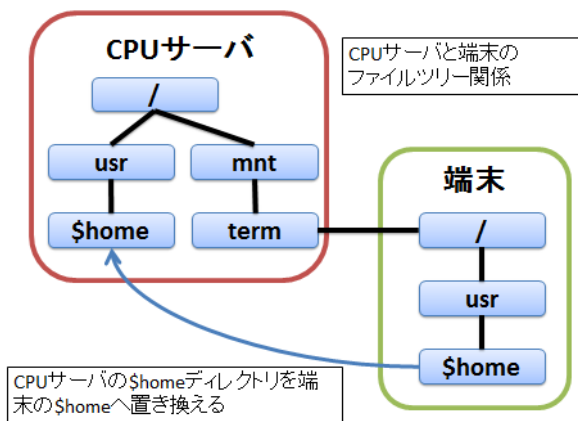 CPUサーバ
CPUサーバと端末の
ファイルツリー関係
/
usr
mnt
$home
term
端末
/
usr
$home
CPUサーバの$homeディレクトリを端
末の$homeへ置き換える